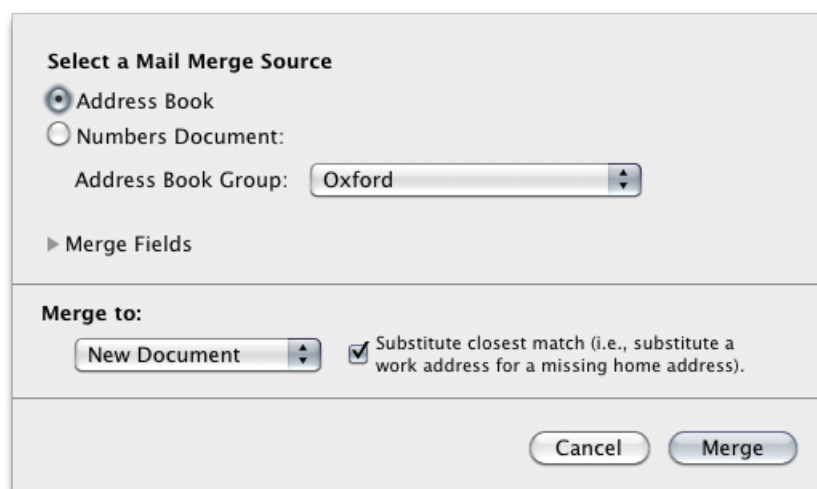 Select a Mail Merge Source
Address Book
Numbers Document:
Address Book Group: Oxford
Merge Fields
Merge to:
New Document
Substitute closest match (i.e., substitute a
work address for a missing home address).
Cancel Merge